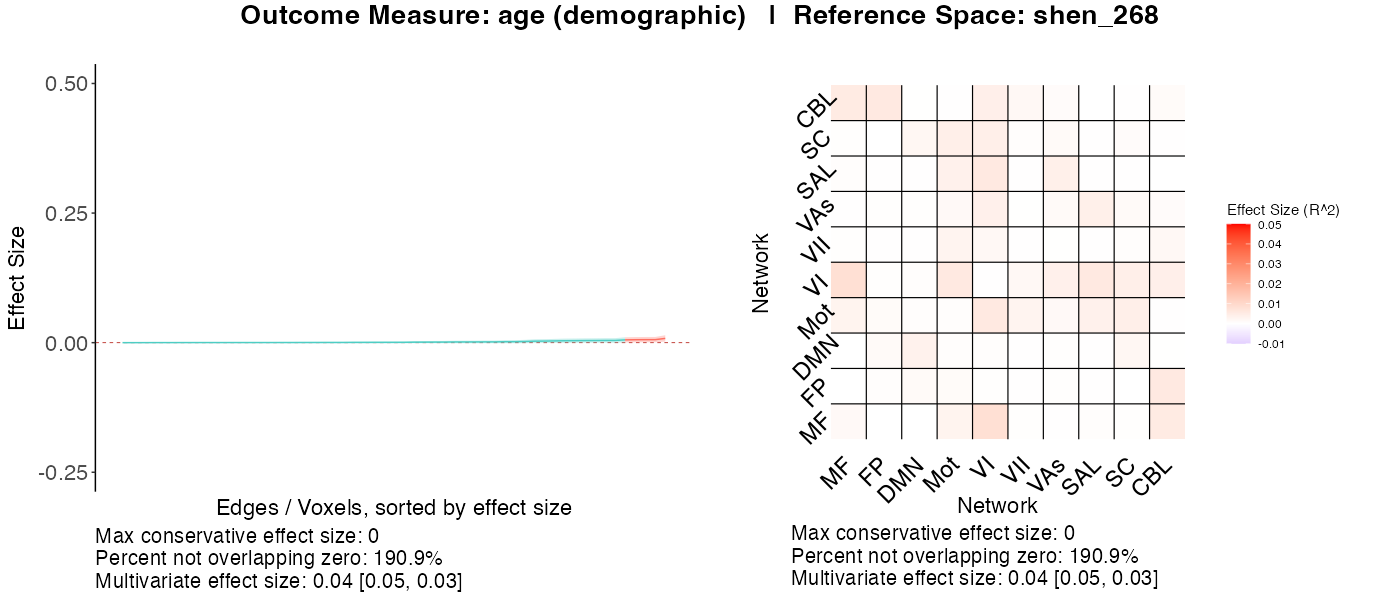 Outcome Measure: age (demographic) | Reference Space: shen_268
0.50
0.25
0.00
-0.25
Effect Size
Edges / Voxels, sorted by effect size
Max conservative effect size: 0
Percent not overlapping zero: 190.9%
Multivariate effect size: 0.04 [0.05, 0.03]
Network
CBL
SC
SAL
VAs
VII
VI
Mot
DMN
FP
MF
MF FP DMN Mot VI VII VAs SAL SC CBL
Network
Max conservative effect size: 0
Percent not overlapping zero: 190.9%
Multivariate effect size: 0.04 [0.05, 0.03]
Effect Size (R^2)
0.05
0.04
0.03
0.02
0.01
0.00
-0.01